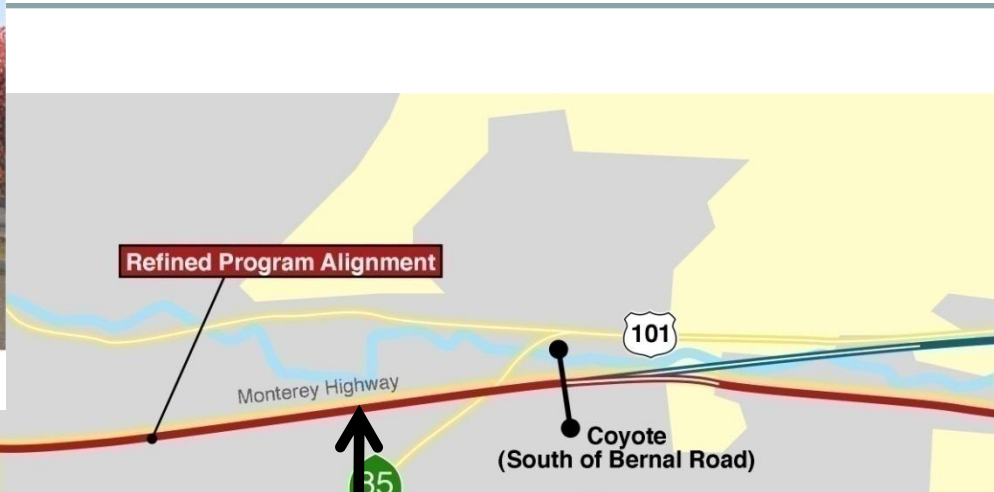 Refined Program Alignment
101
Monterey Highway
Coyote
(South of Bernal Road)